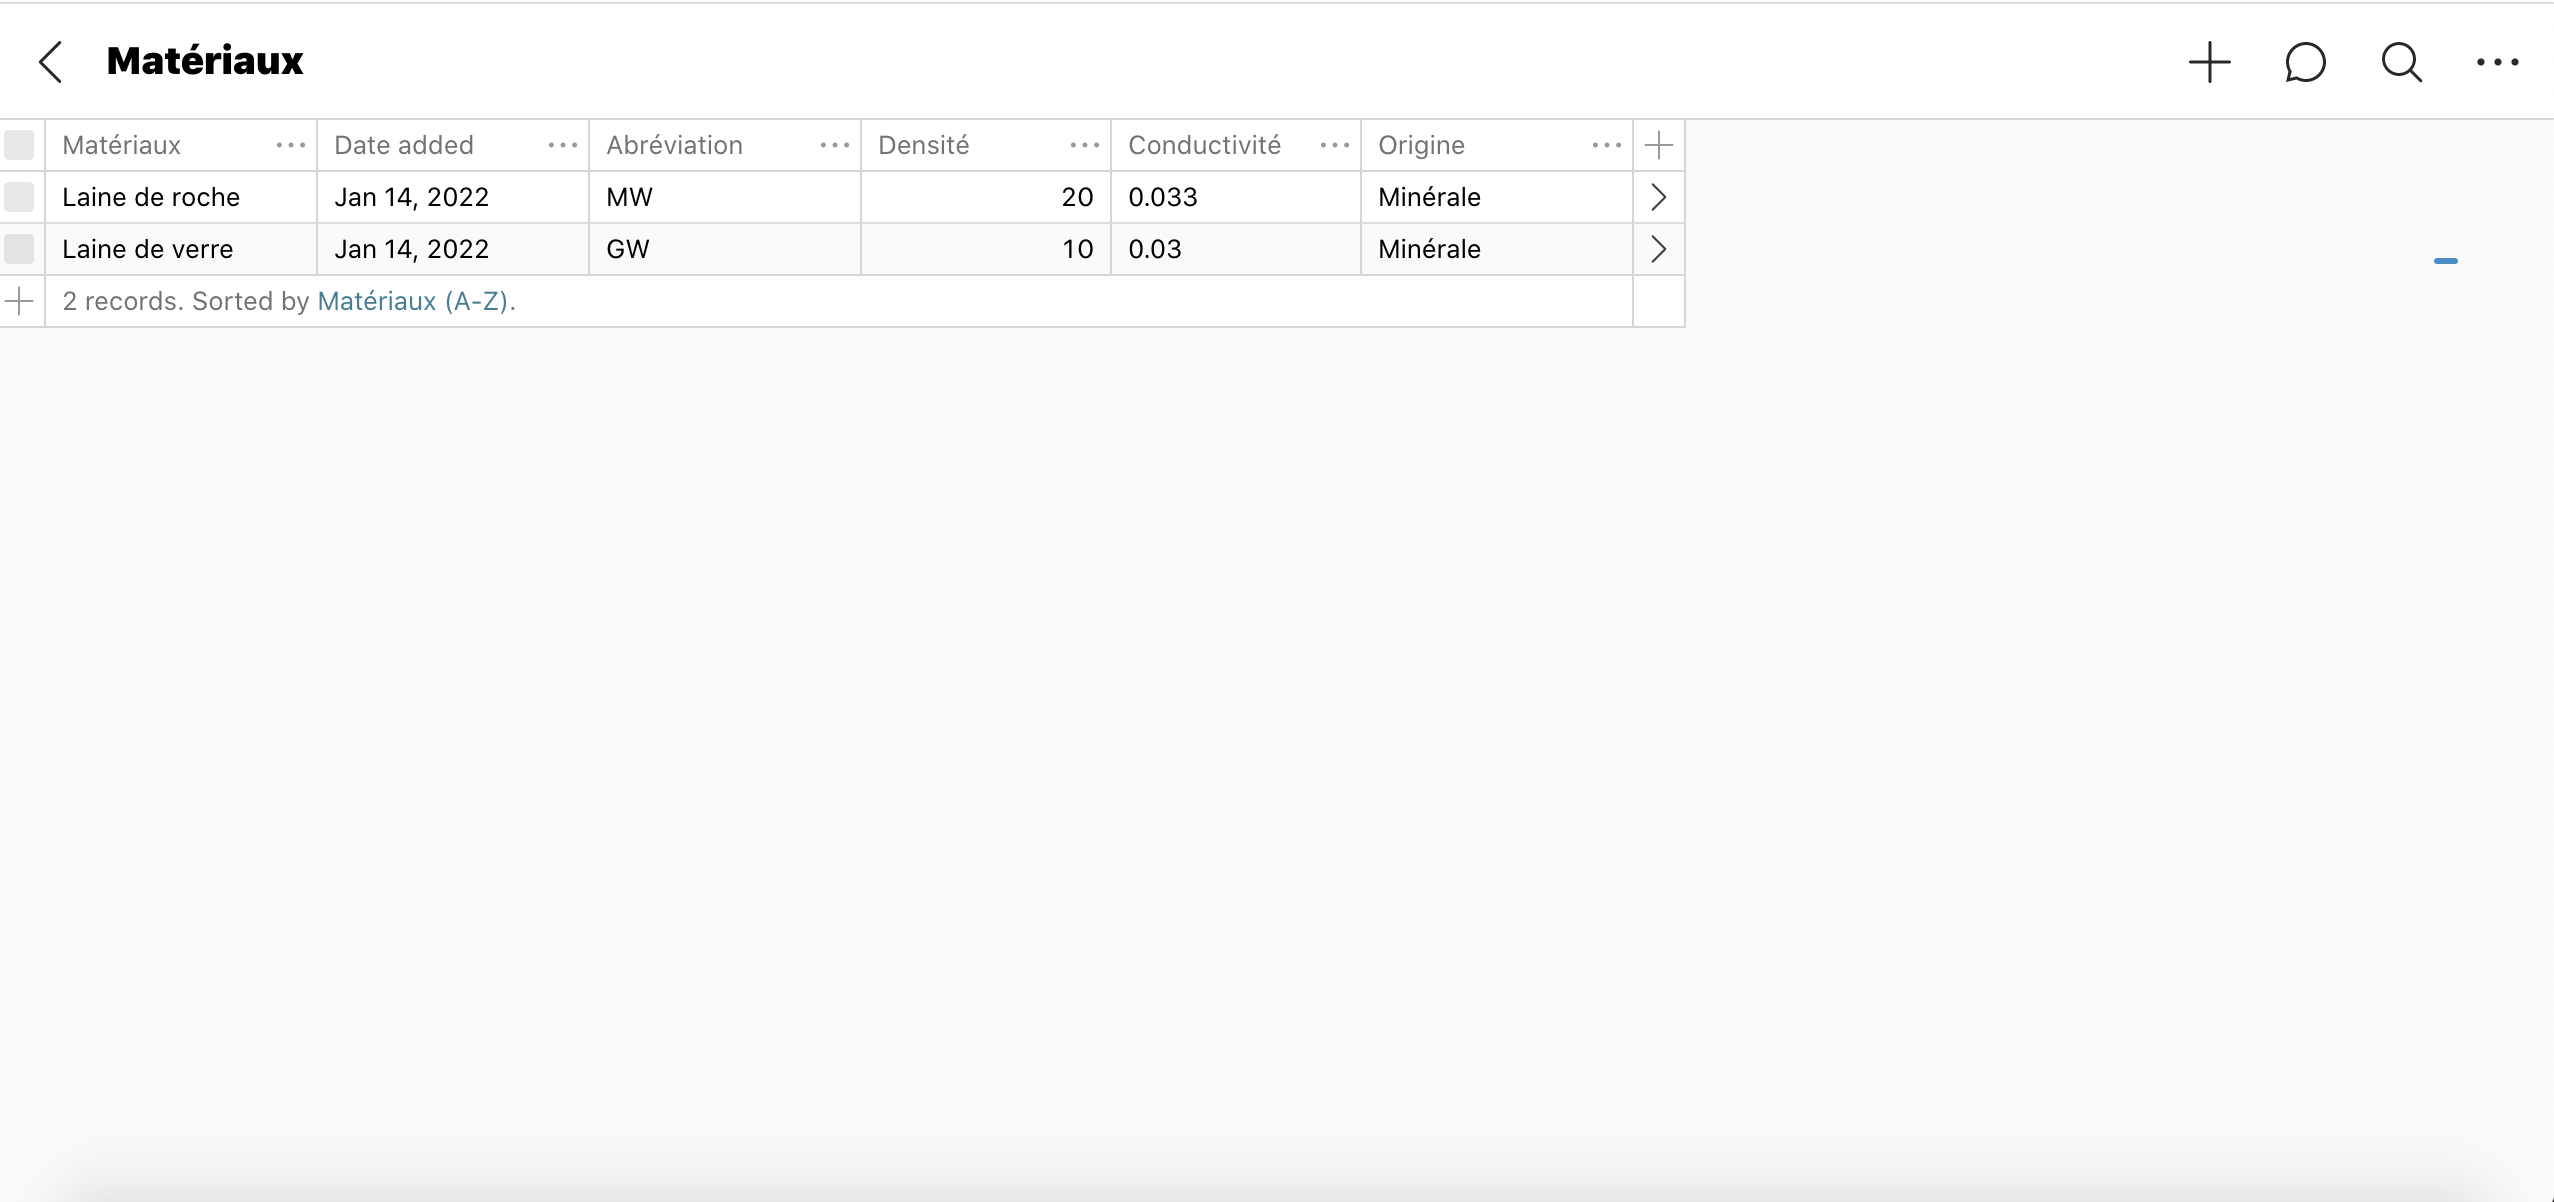 Matériaux
Matériaux Date added Abréviation Densité Conductivité Origine
Laine de roche Jan 14, 2022 MW 20 0.033 Minérale
Laine de verre Jan 14, 2022 GW 10 0.03 Minérale
2 records. Sorted by Matériaux (A-Z).